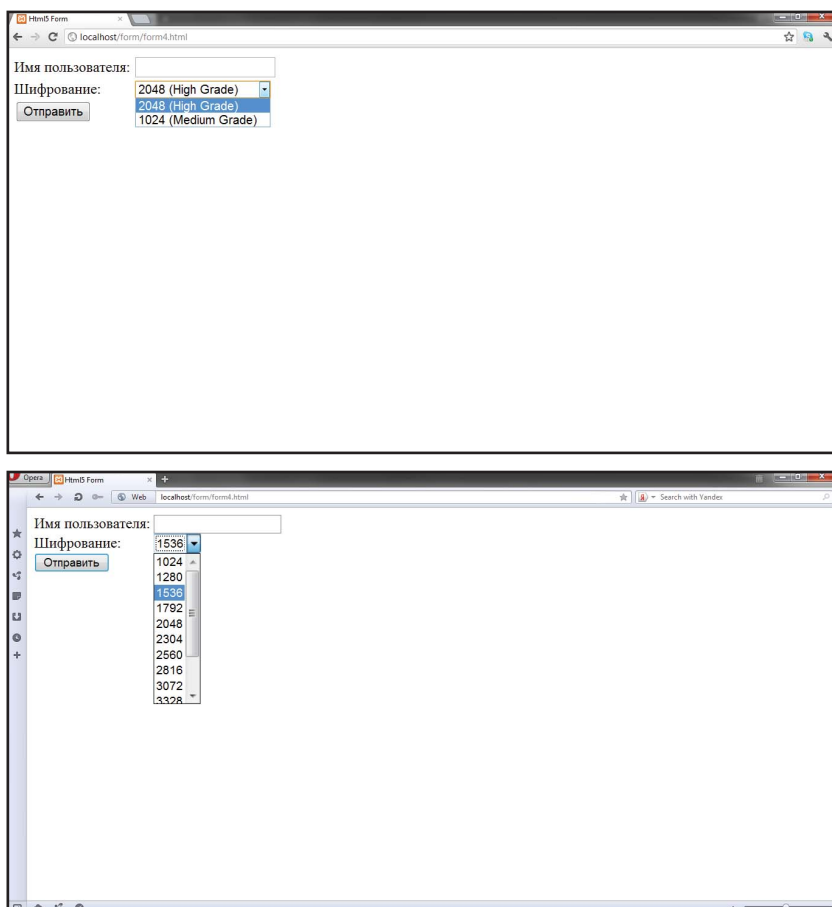 Html5 Form
localhost/form/form4.html
Имя пользователя:
Шифрование:
2048 (High Grade)
2048 (High Grade)
1024 (Medium Grade)
Отправить
Opera
Html5 Form
Web
localhost/form/form4.html
Search with Yandex
Имя пользователя:
Шифрование:
1536
Отправить
1024
1280
1536
1792
2048
2304
2560
2816
3072
3328